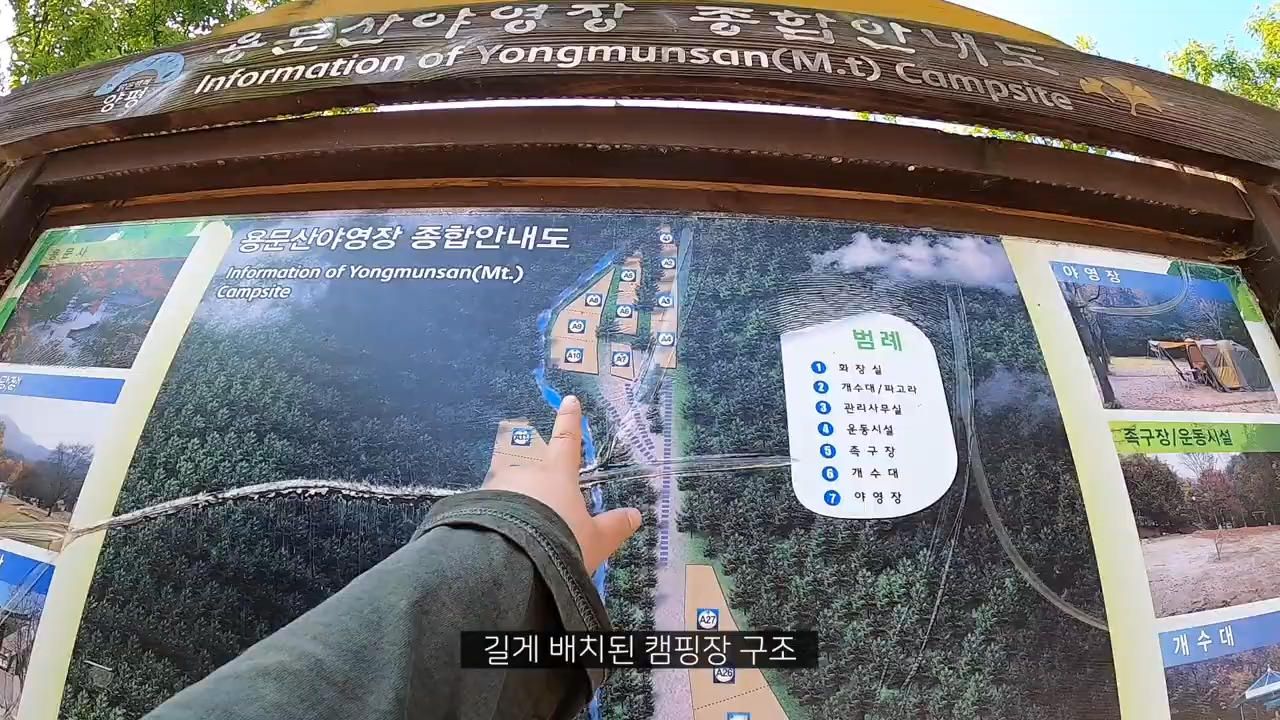 용문산야영장 종합안내도
Information of Yongmunsan(M.t) Campsite
양평
용문산야영장 종합안내도
Information of Yongmunsan(Mt.)
Campsite
용문사
야영장
족구장/운동시설
개수대
범례
1 화장실
2 개수대/파고라
3 관리사무실
4 운동시설
5 족구장
6 개수대
7 야영장
A3
A4
A6
A7
A8
A9
A10
A11
A27
A26
길게 배치된 캠핑장 구조